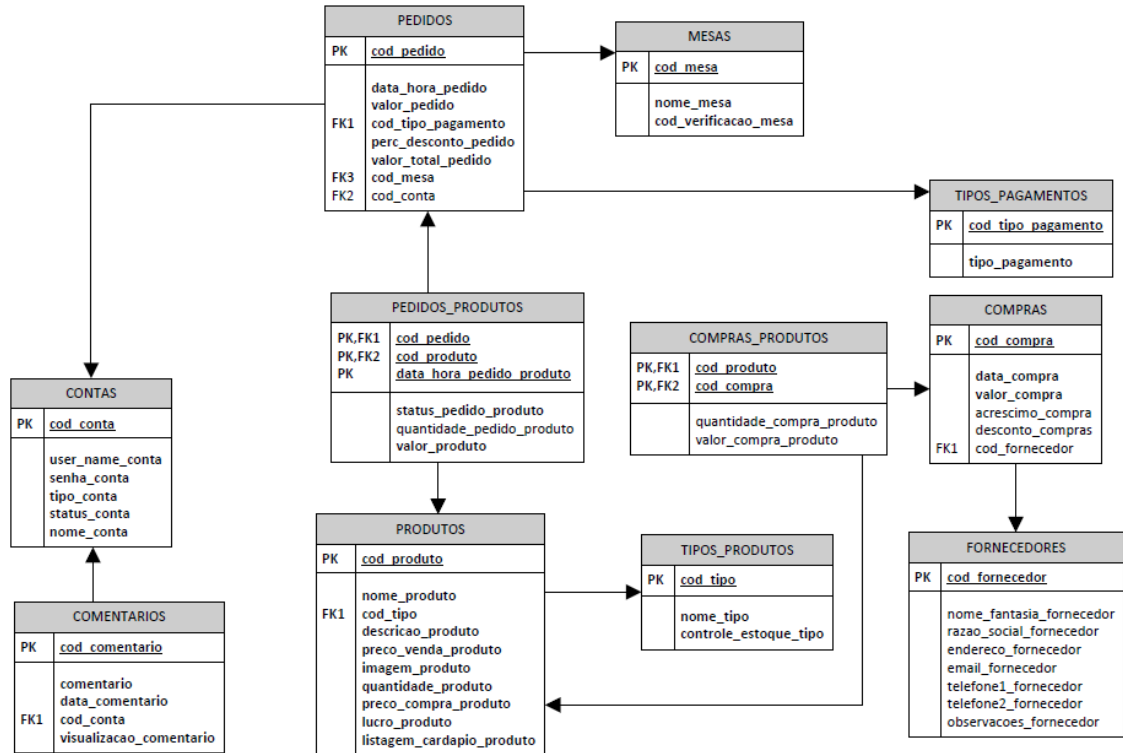 PEDIDOS
PK cod_pedido
data_hora_pedido
valor_pedido
FK1 cod_tipo_pagamento
perc_desconto_pedido
valor_total_pedido
FK3 cod_mesa
FK2 cod_conta
MESAS
PK cod_mesa
nome_mesa
cod_verificacao_mesa
TIPOS_PAGAMENTOS
PK cod_tipo_pagamento
tipo_pagamento
PEDIDOS_PRODUTOS
PK,FK1 cod_pedido
PK,FK2 cod_produto
PK data_hora_pedido_produto
status_pedido_produto
quantidade_pedido_produto
valor_produto
COMPRAS_PRODUTOS
PK,FK1 cod_produto
PK,FK2 cod_compra
quantidade_compra_produto
valor_compra_produto
COMPRAS
PK cod_compra
data_compra
valor_compra
acrescimo_compra
desconto_compras
FK1 cod_fornecedor
CONTAS
PK cod_conta
user_name_conta
senha_conta
tipo_conta
status_conta
nome_conta
PRODUTOS
PK cod_produto
nome_produto
FK1 cod_tipo
descricao_produto
preco_venda_produto
imagem_produto
quantidade_produto
preco_compra_produto
lucro_produto
listagem_cardapio_produto
TIPOS_PRODUTOS
PK cod_tipo
nome_tipo
controle_estoque_tipo
FORNECEDORES
PK cod_fornecedor
nome_fantasia_fornecedor
razao_social_fornecedor
endereco_fornecedor
email_fornecedor
telefone1_fornecedor
telefone2_fornecedor
observacoes_fornecedor
COMENTARIOS
PK cod_comentario
comentario
data_comentario
FK1 cod_conta
visualizacao_comentario